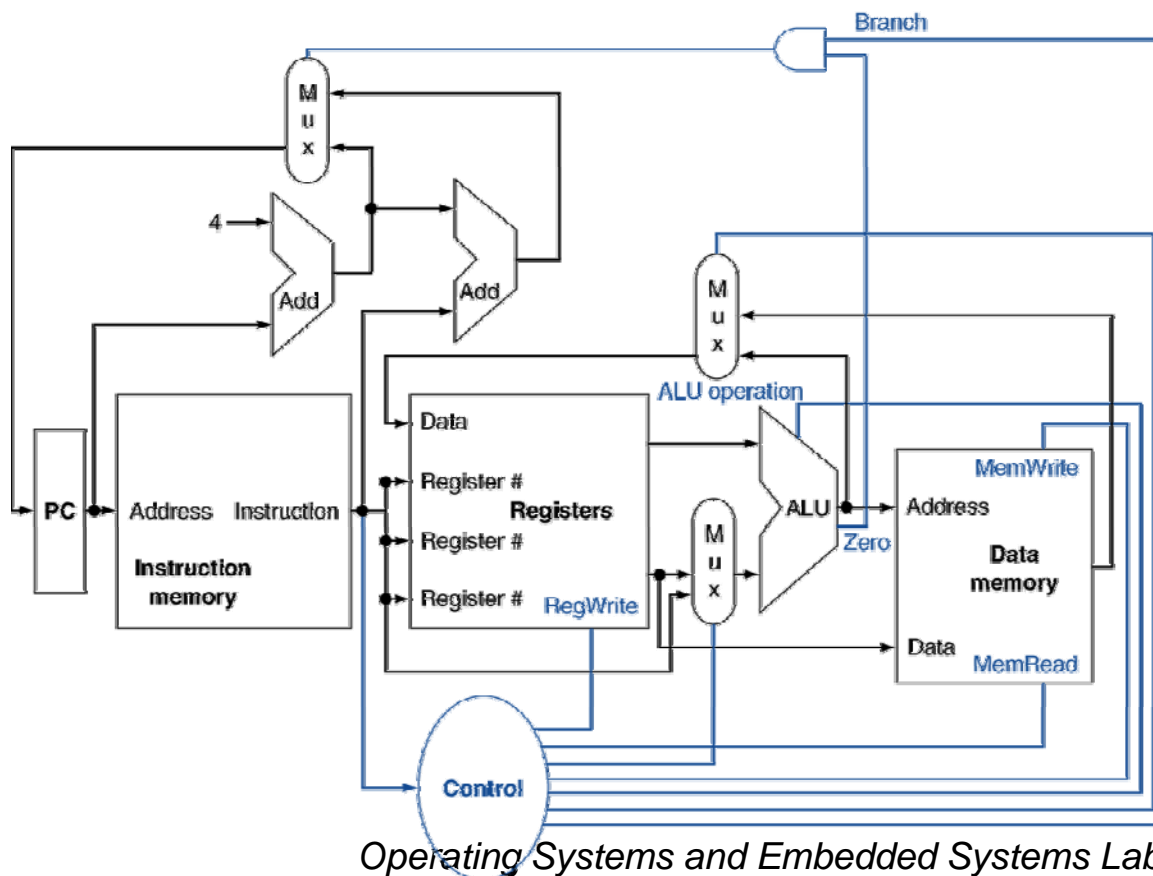 Branch
M
u
x
4
Add
Add
M
u
x
ALU operation
Data
Register #
Registers
Register #
Register #
RegWrite
PC
Address Instruction
Instruction
memory
M
u
x
ALU
Zero
MemWrite
Address
Data
memory
Data
MemRead
Control
Operating Systems and Embedded Systems Lab